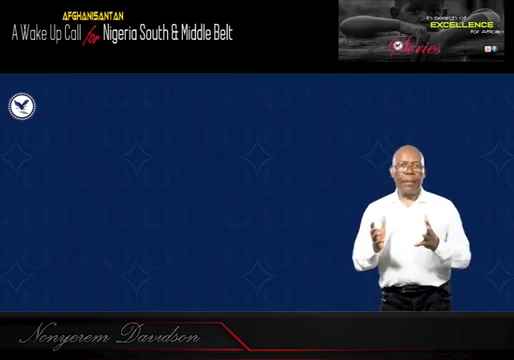 AFGHANISANTAN
A Wake Up Call for Nigeria South & Middle Belt
In search of
EXCELLENCE
for Africa
Series
Nonyerem Davidson